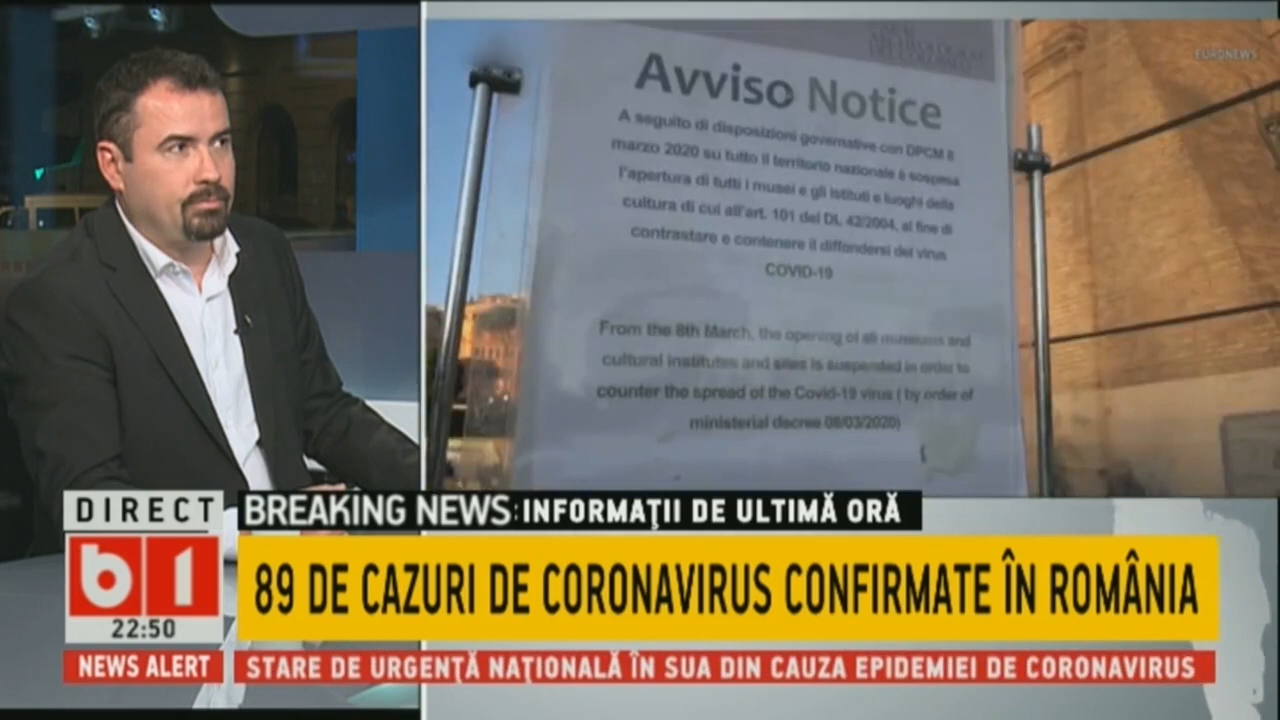 EURONEWS
Avviso Notice
A seguito di disposizioni governative con DPCM 8
marzo 2020 su tutto il territorio nazionale è sospesa
l'apertura di tutti i musei e gli istituti e luoghi della
cultura di cui all'art. 101 del DL 42/2004, al fine di
contrastare e contenere il diffondersi del virus
COVID-19
From the 8th March, the opening of all museums and
cultural institutes and sites is suspended in order to
counter the spread of the Covid-19 virus ( by order of
ministerial decree 08/03/2020)
DIRECT
BREAKING NEWS: INFORMAŢII DE ULTIMĂ ORĂ
b1
89 DE CAZURI DE CORONAVIRUS CONFIRMATE ÎN ROMÂNIA
22:50
NEWS ALERT
STARE DE URGENŢĂ NAŢIONALĂ ÎN SUA DIN CAUZA EPIDEMIEI DE CORONAVIRUS